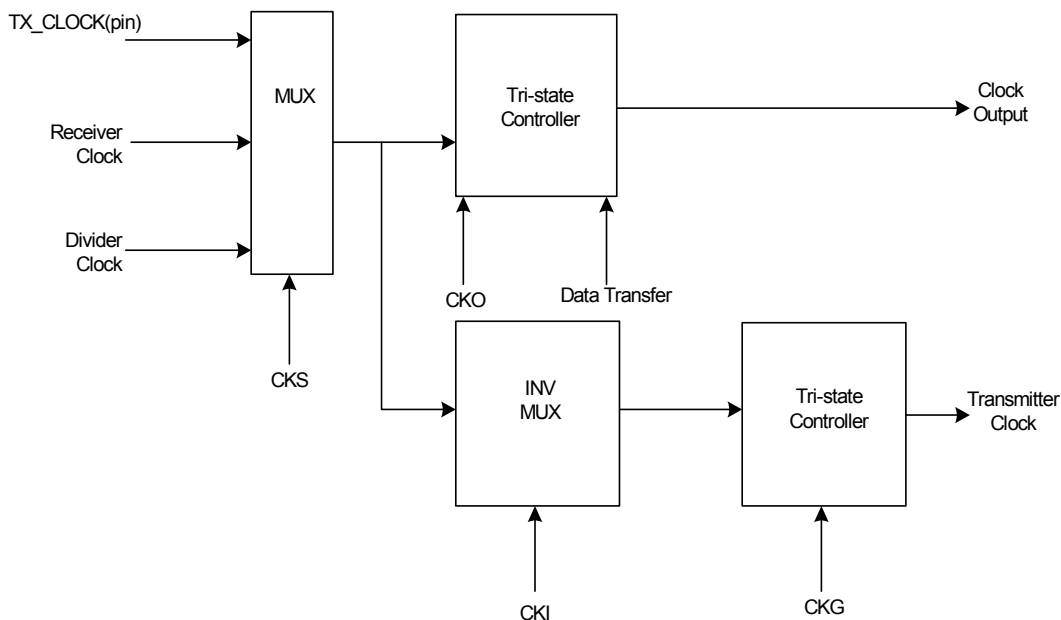 TX_CLOCK(pin)
MUX
Tri-state
Controller
Clock
Output
Receiver
Clock
Divider
Clock
CKO
Data Transfer
CKS
INV
MUX
Tri-state
Controller
Transmitter
Clock
CKI
CKG